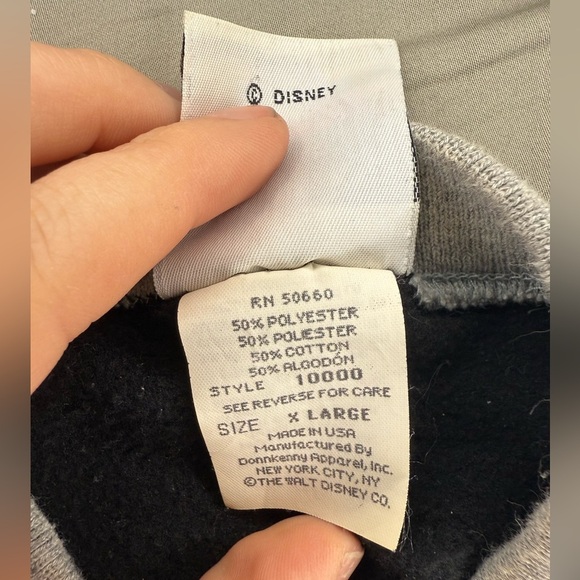 © DISNEY
RN 50660
50% POLYESTER
50% POLIESTER
50% COTTON
50% ALGODÓN
STYLE 10000
SEE REVERSE FOR CARE
SIZE X LARGE
MADE IN USA
Manufactured By
Donnkenny Apparel, Inc.
NEW YORK CITY, NY
©THE WALT DISNEY CO.